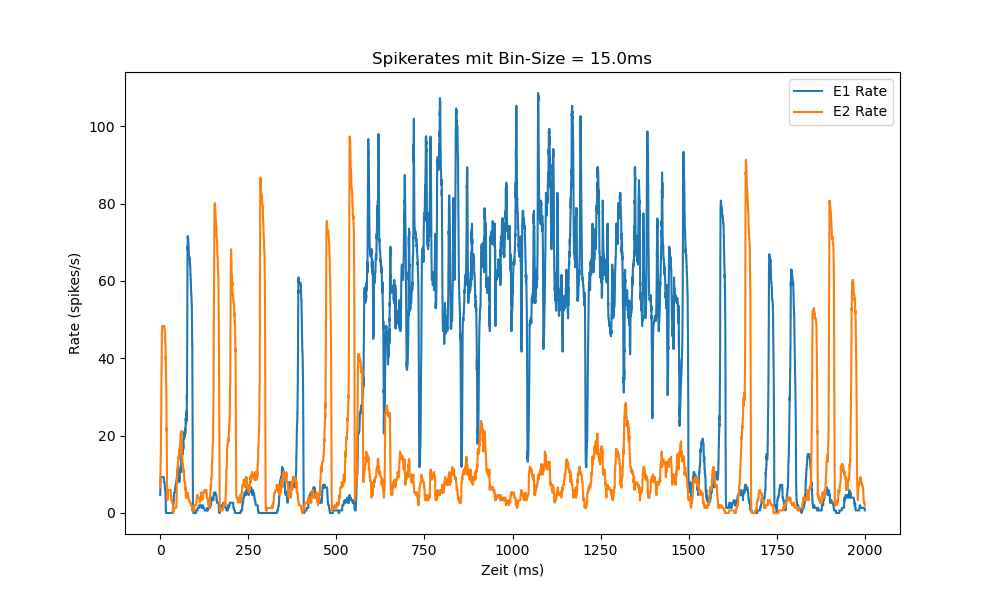 Spikerates mit Bin-Size = 15.0ms
E1 Rate
E2 Rate
Rate (spikes/s)
100
80
60
40
20
0
0 250 500 750 1000 1250 1500 1750 2000
Zeit (ms)